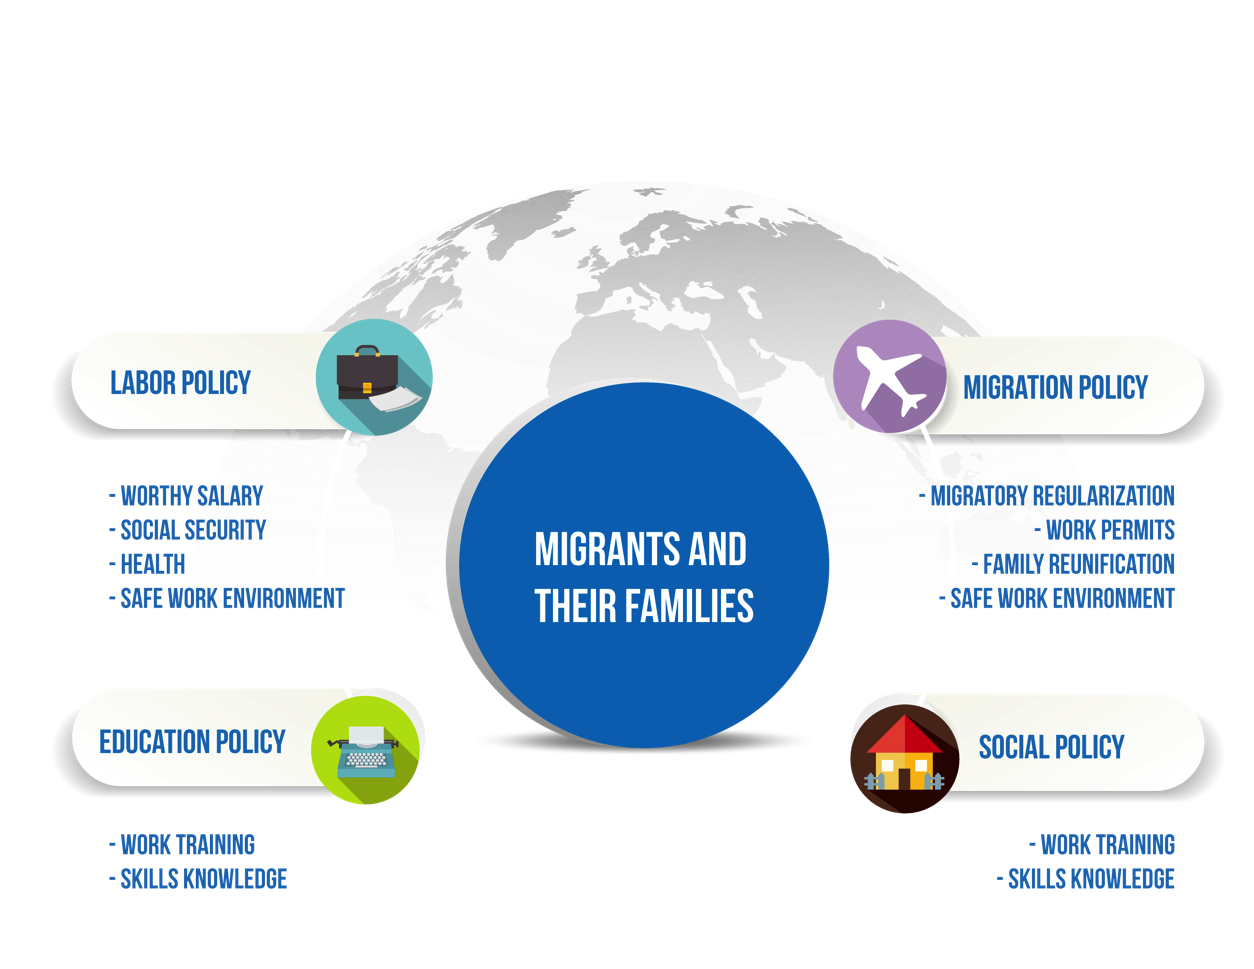 LABOR POLICY
- WORTHY SALARY
- SOCIAL SECURITY
- HEALTH
- SAFE WORK ENVIRONMENT
MIGRATION POLICY
- MIGRATORY REGULARIZATION
- WORK PERMITS
- FAMILY REUNIFICATION
- SAFE WORK ENVIRONMENT
MIGRANTS AND
THEIR FAMILIES
EDUCATION POLICY
- WORK TRAINING
- SKILLS KNOWLEDGE
SOCIAL POLICY
- WORK TRAINING
- SKILLS KNOWLEDGE